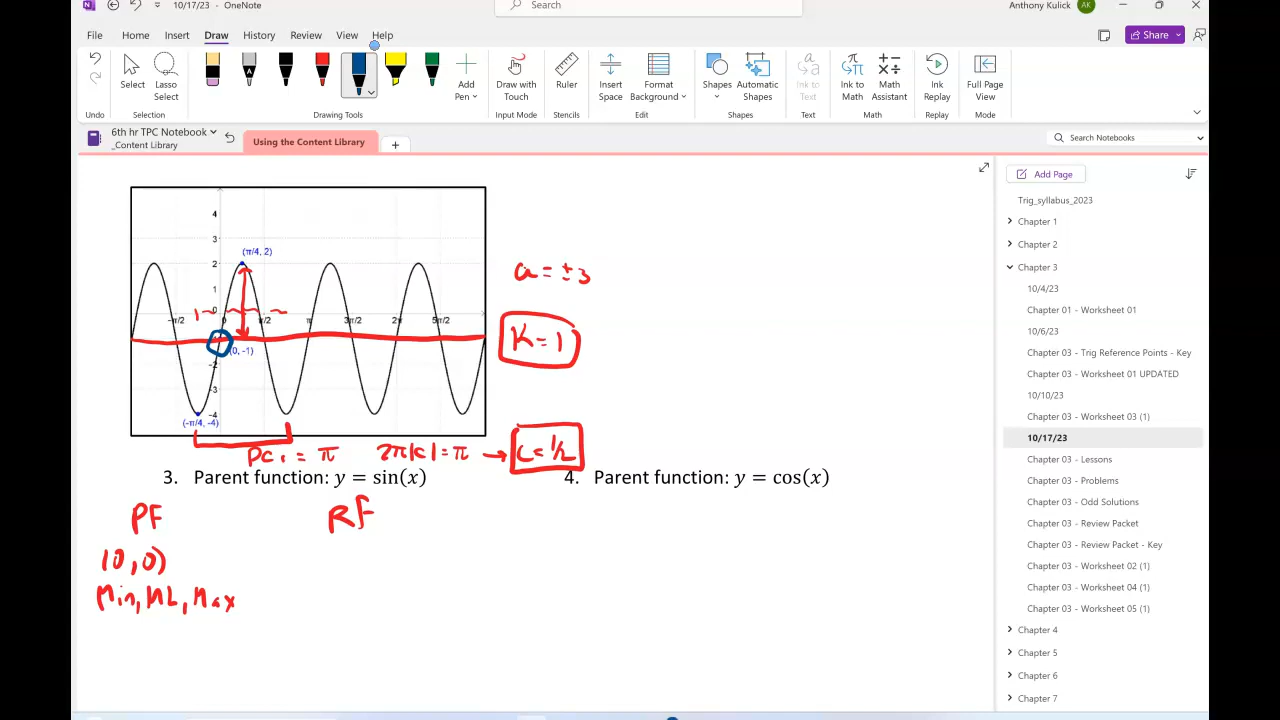 10/17/23 - OneNote
Search
Anthony Kulick
AK
File
Home
Insert
Draw
History
Review
View
Help
Share
Undo
Select
Lasso Select
Add Pen
Draw with Touch
Ruler
Insert Space
Format Background
Shapes
Automatic Shapes
Ink to Text
Ink to Math
Math Assistant
Ink Replay
Full Page View
Undo
Selection
Drawing Tools
Input Mode
Stencils
Edit
Shapes
Text
Math
Replay
Mode
6th hr TPC Notebook
_Content Library
Using the Content Library
Search Notebooks
Add Page
Trig_syllabus_2023
Chapter 1
Chapter 2
Chapter 3
10/4/23
Chapter 01 - Worksheet 01
10/6/23
Chapter 03 - Trig Reference Points - Key
Chapter 03 - Worksheet 01 UPDATED
10/10/23
Chapter 03 - Worksheet 03 (1)
10/17/23
Chapter 03 - Lessons
Chapter 03 - Problems
Chapter 03 - Odd Solutions
Chapter 03 - Review Packet
Chapter 03 - Review Packet - Key
Chapter 03 - Worksheet 02 (1)
Chapter 03 - Worksheet 04 (1)
Chapter 03 - Worksheet 05 (1)
Chapter 4
Chapter 5
Chapter 6
Chapter 7
4
3
(π/4, 2)
2
1
0
-π/2 0 π/2 π 3π/2 2π 5π/2
(0, -1)
-2
-3
-4
(-π/4, -4)
a = ±3
K = 1
2π|c| = π → c = 1/2
3. Parent function: y = sin(x)
4. Parent function: y = cos(x)
PF
RF
(0, 0)
Min, ML, Max